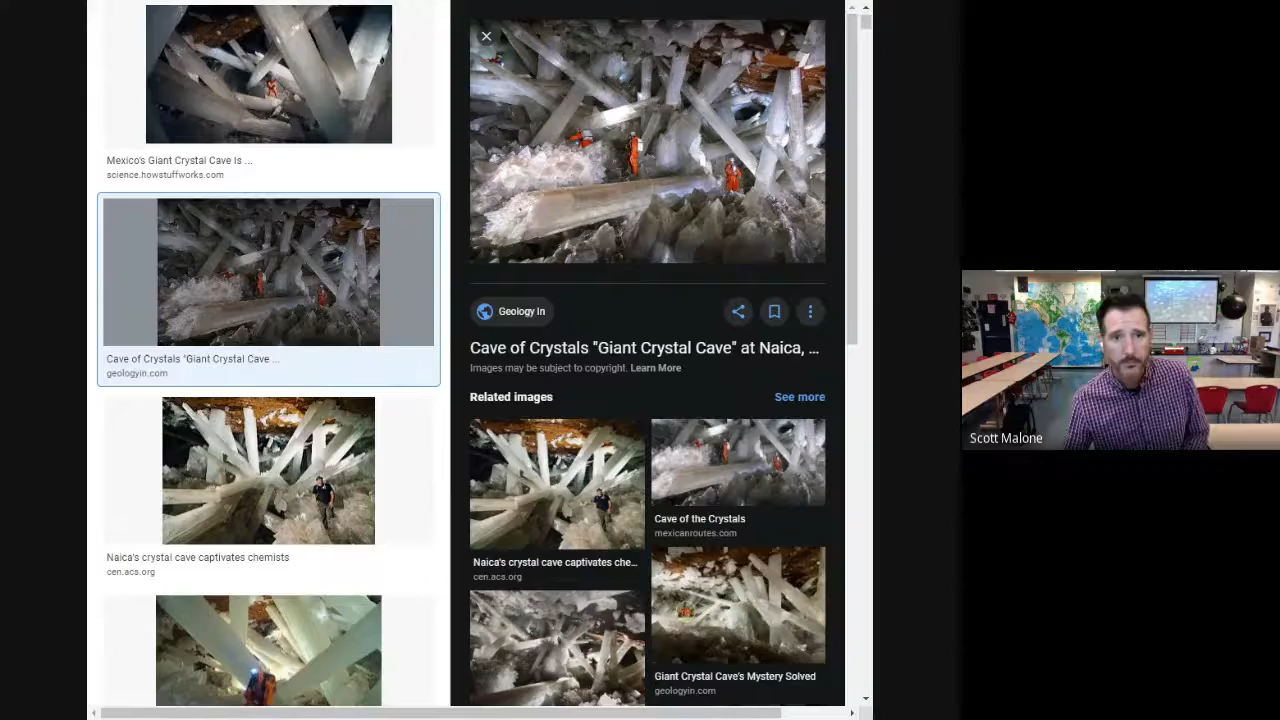 Mexico's Giant Crystal Cave Is ...
science.howstuffworks.com
Cave of Crystals "Giant Crystal Cave ...
geologyin.com
Naica's crystal cave captivates chemists
cen.acs.org
Geology In
Cave of Crystals "Giant Crystal Cave" at Naica, ...
Images may be subject to copyright. Learn More
Related images
See more
Naica's crystal cave captivates che...
cen.acs.org
Cave of the Crystals
mexicanroutes.com
Giant Crystal Cave's Mystery Solved
geologyin.com
Scott Malone